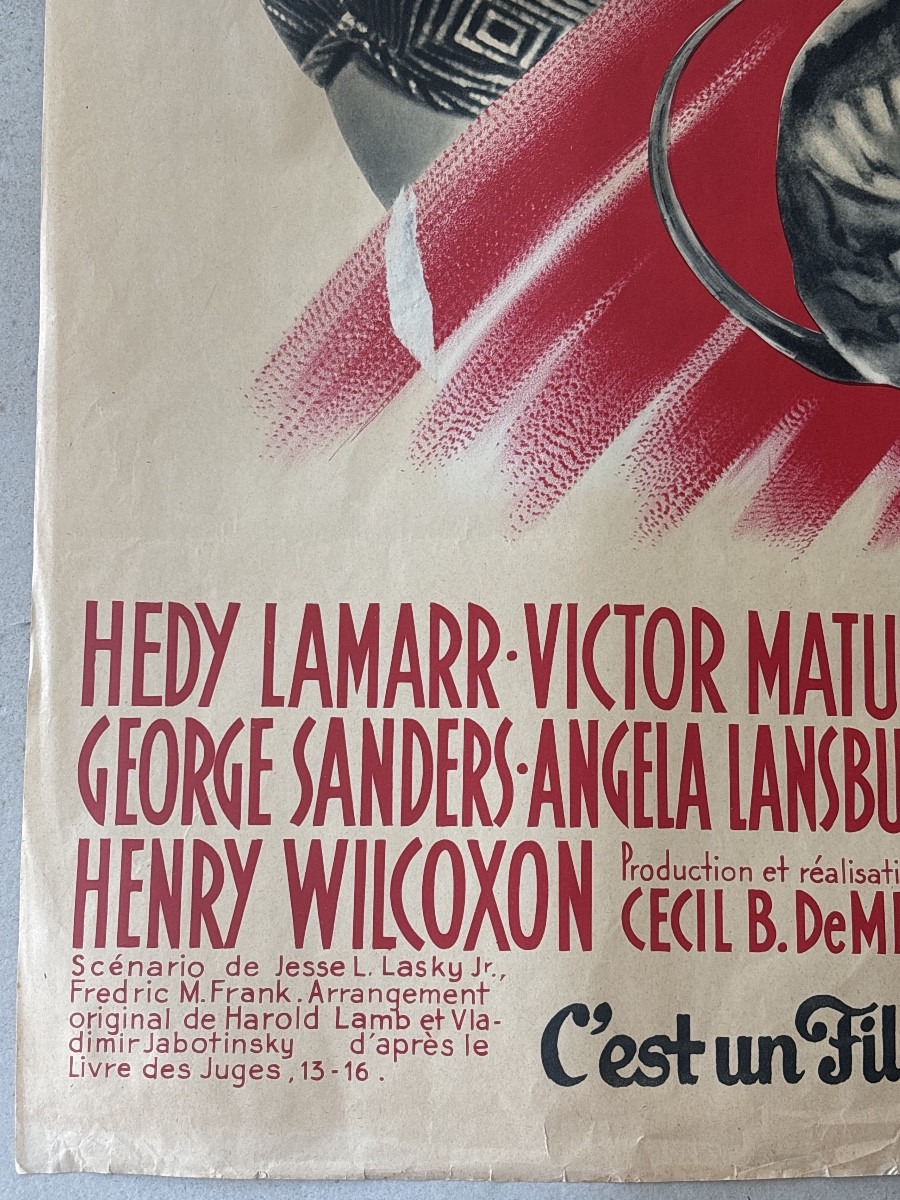 HEDY LAMARR · VICTOR MATU
GEORGE SANDERS · ANGELA LANSBU
HENRY WILCOXON
Production et réalisati
CECIL B. DeMI
Scénario de Jesse L. Lasky Jr.,
Fredric M. Frank. Arrangement
original de Harold Lamb et Vla-
dimir Jabotinsky d'après le
Livre des Juges, 13-16.
C'est un Fil